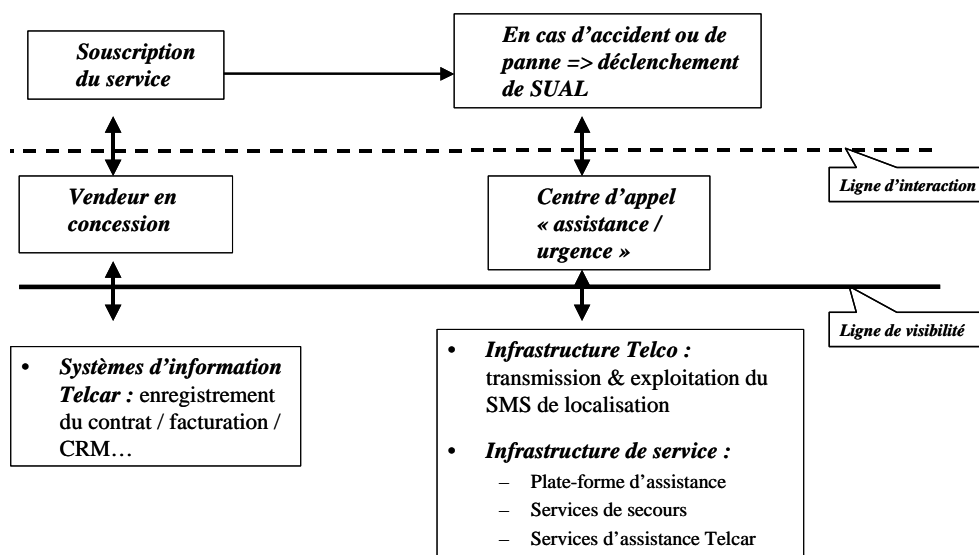 Souscription
du service
En cas d’accident ou de
panne => déclenchement
de SUAL
Ligne d’interaction
Vendeur en
concession
Centre d’appel
« assistance /
urgence »
Ligne de visibilité
• Systèmes d’information
Telcar : enregistrement
du contrat / facturation /
CRM…
• Infrastructure Telco :
transmission & exploitation du
SMS de localisation
• Infrastructure de service :
– Plate-forme d’assistance
– Services de secours
– Services d’assistance Telcar